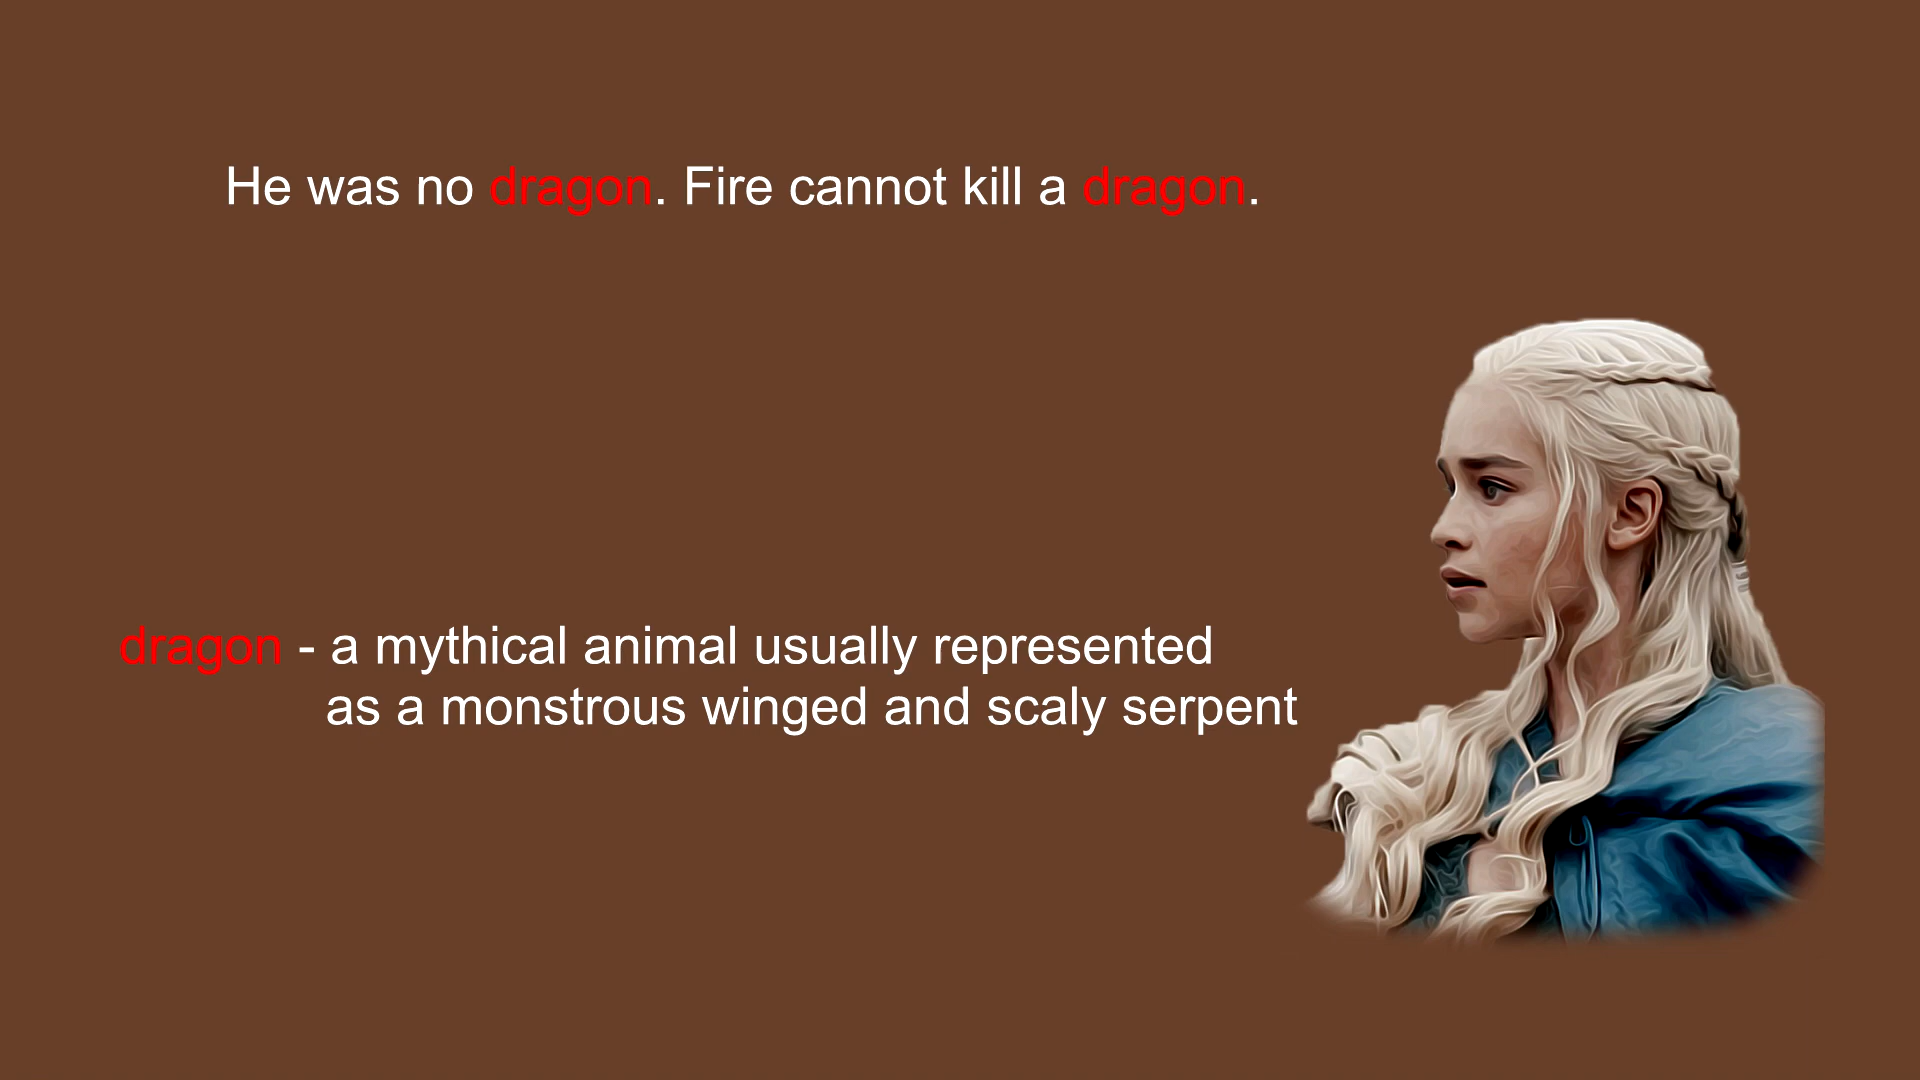 He was no dragon. Fire cannot kill a dragon.
dragon - a mythical animal usually represented
as a monstrous winged and scaly serpent